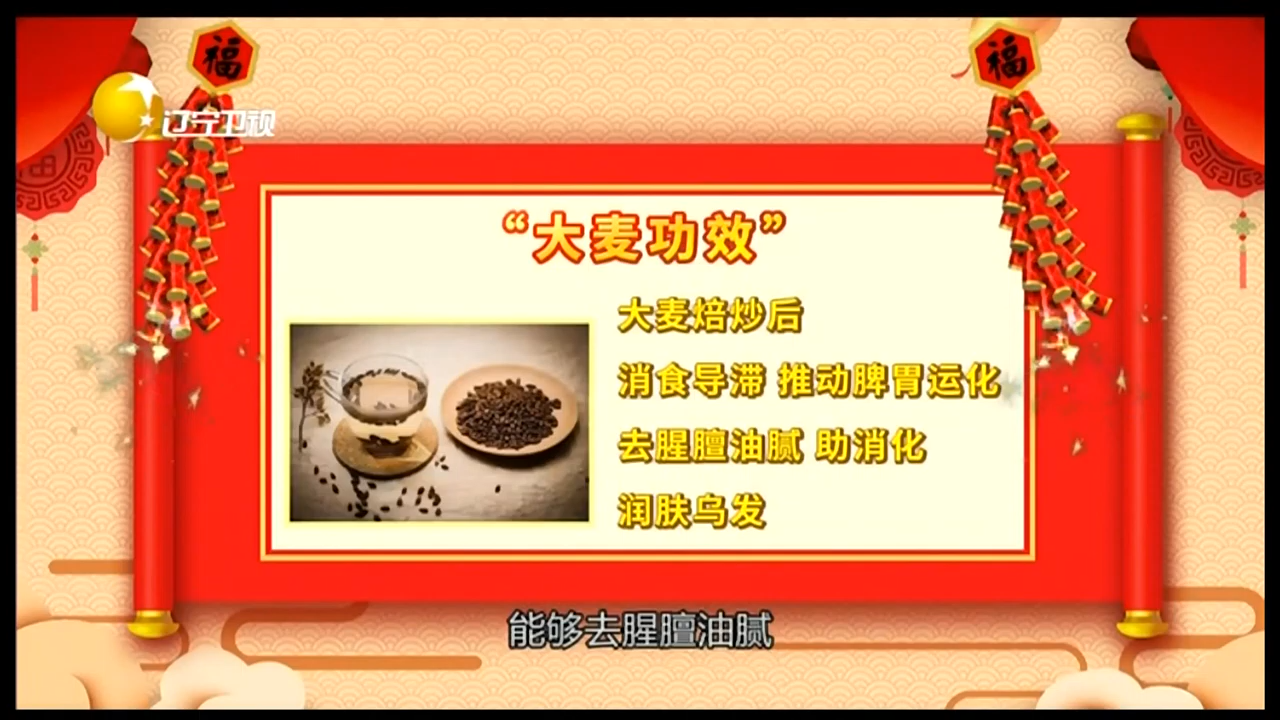 福
福
辽宁卫视
“大麦功效”
大麦焙炒后
消食导滞 推动脾胃运化
去腥膻油腻 助消化
润肤乌发
能够去腥膻油腻